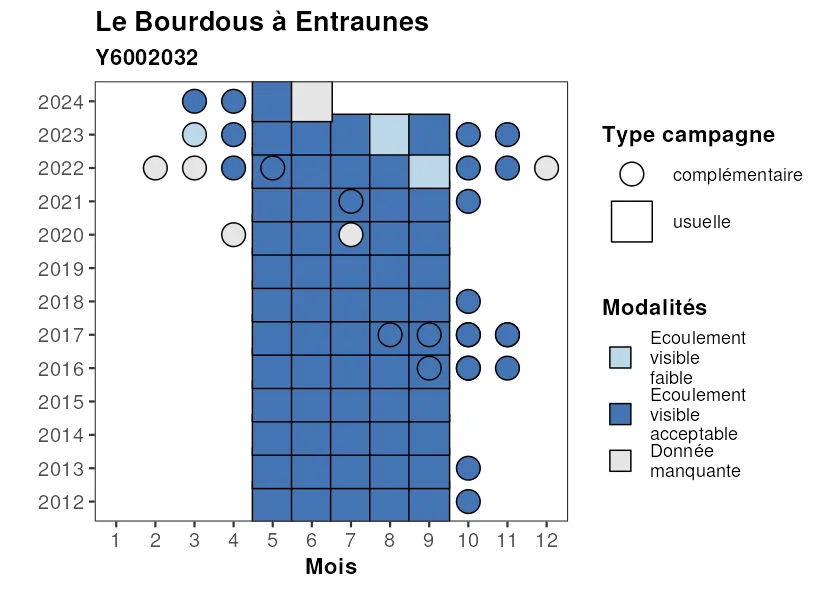 Le Bourdous à Entraunes
Y6002032
2024
2023
2022
2021
2020
2019
2018
2017
2016
2015
2014
2013
2012
1 2 3 4 5 6 7 8 9 10 11 12
Mois
Type campagne
complémentaire
usuelle
Modalités
Ecoulement
visible
faible
Ecoulement
visible
acceptable
Donnée
manquante